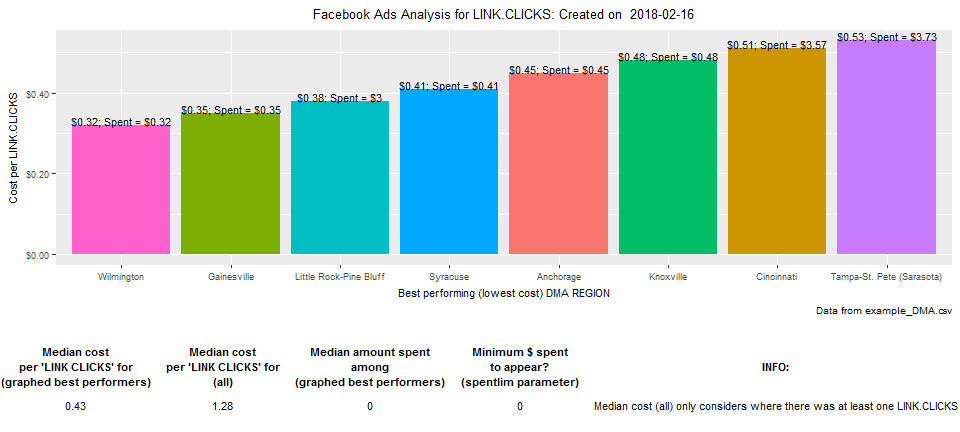 Facebook Ads Analysis for LINK.CLICKS: Created on 2018-02-16
$0.32; Spent = $0.32
$0.35; Spent = $0.35
$0.38; Spent = $3
$0.41; Spent = $0.41
$0.45; Spent = $0.45
$0.48; Spent = $0.48
$0.51; Spent = $3.57
$0.53; Spent = $3.73
Cost per LINK.CLICKS
$0.40
$0.20
$0.00
Wilmington
Gainesville
Little Rock-Pine Bluff
Syracuse
Anchorage
Knoxville
Cincinnati
Tampa-St. Pete (Sarasota)
Best performing (lowest cost) DMA REGION
Data from example_DMA.csv
Median cost
per 'LINK CLICKS' for
(graphed best performers)
Median cost
per 'LINK CLICKS' for
(all)
Median amount spent
among
(graphed best performers)
Minimum $ spent
to appear?
(spentlim parameter)
INFO:
0.43
1.28
0
0
Median cost (all) only considers where there was at least one LINK.CLICKS